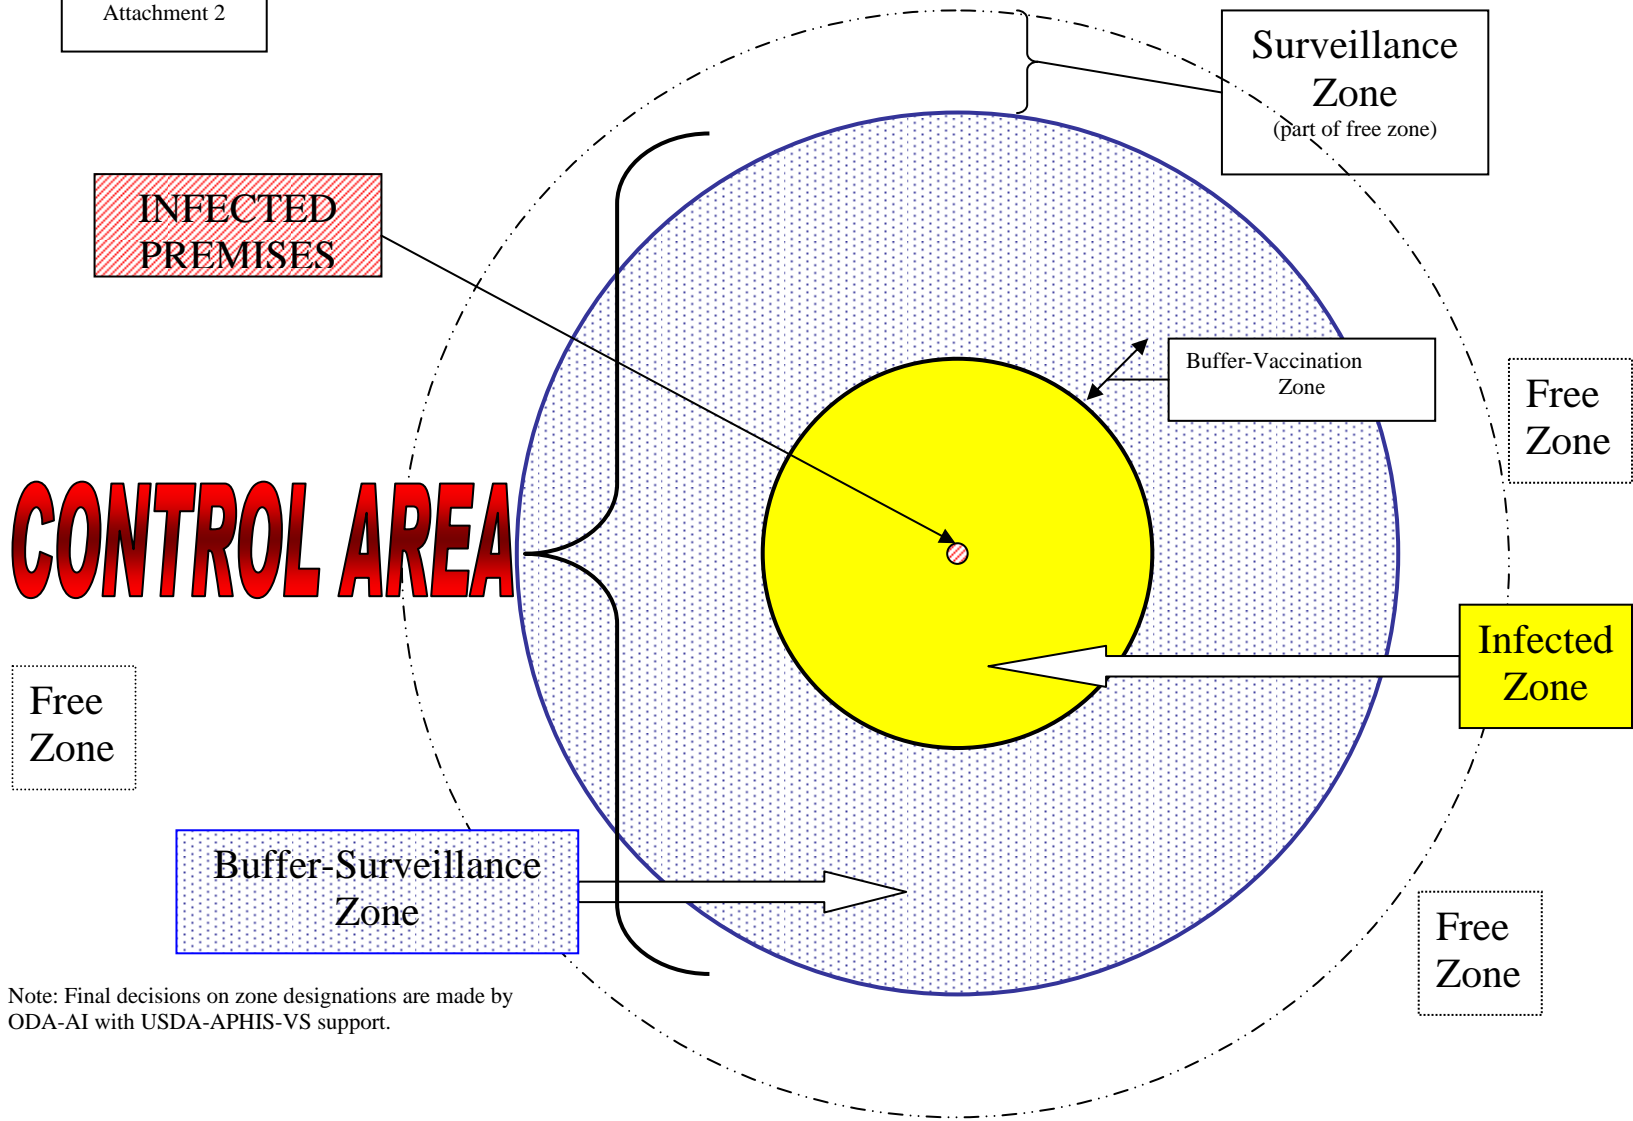 Attachment 2
Surveillance
Zone
(part of free zone)
INFECTED
PREMISES
Buffer-Vaccination
Zone
Free
Zone
CONTROL AREA
Infected
Zone
Free
Zone
Buffer-Surveillance
Zone
Free
Zone
Note: Final decisions on zone designations are made by
ODA-AI with USDA-APHIS-VS support.